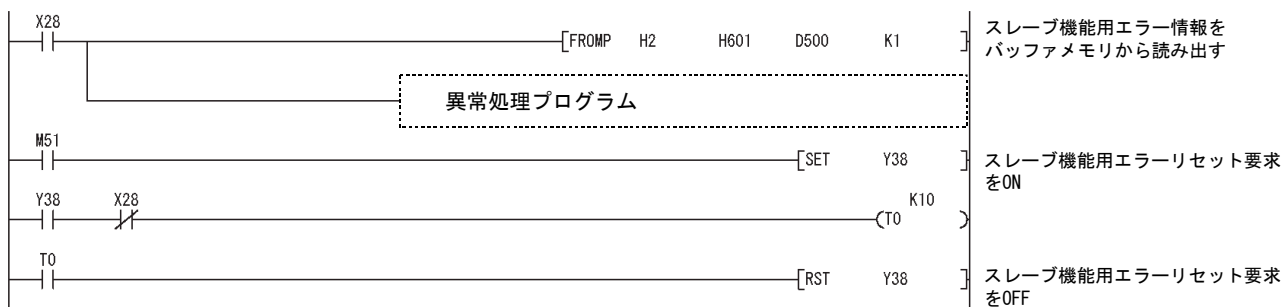 X28
[FROMP H2 H601 D500 K1]
スレーブ機能用エラー情報を
バッファメモリから読み出す
異常処理プログラム
M51
[SET Y38]
スレーブ機能用エラーリセット要求
をON
Y38 X28
K10
(T0 )
T0
[RST Y38]
スレーブ機能用エラーリセット要求
をOFF